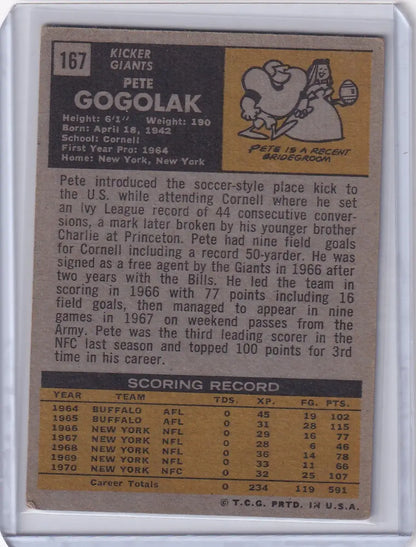 167
KICKER
GIANTS
PETE
GOGOLAK
Height: 6'1" Weight: 190
Born: April 18, 1942
School: Cornell
First Year Pro: 1964
Home: New York, New York
PETE IS A RECENT
BRIDEGROOM
Pete introduced the soccer-style place kick to
the U.S. while attending Cornell where he set
an Ivy League record of 44 consecutive conver-
sions, a mark later broken by his younger brother
Charlie at Princeton. Pete had nine field goals
for Cornell including a record 50-yarder. He was
signed as a free agent by the Giants in 1966 after
two years with the Bills. He led the team in
scoring in 1966 with 77 points including 16
field goals, then managed to appear in nine
games in 1967 on weekend passes from the
Army. Pete was the third leading scorer in the
NFC last season and topped 100 points for 3rd
time in his career.
SCORING RECORD
YEAR TEAM TDS. XP. FG. PTS.
1964 BUFFALO AFL 0 45 19 102
1965 BUFFALO AFL 0 31 28 115
1966 NEW YORK NFL 0 29 16 77
1967 NEW YORK NFL 0 28 6 46
1968 NEW YORK NFL 0 36 14 78
1969 NEW YORK NFL 0 33 11 66
1970 NEW YORK NFC 0 32 25 107
Career Totals 0 234 119 591
© T.C.G. PRTD. IN U.S.A.